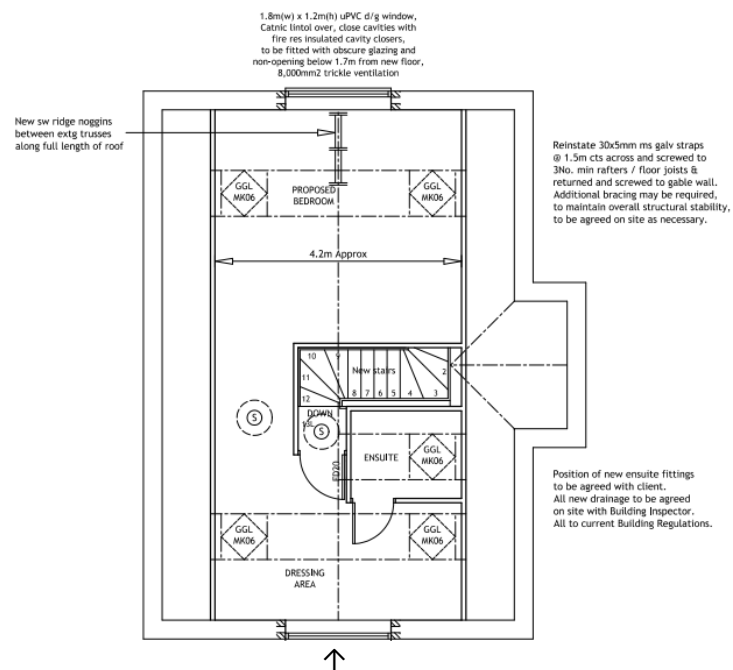 1.8m(w) x 1.2m(h) uPVC d/g window,
Catnic lintol over, close cavities with
fire res insulated cavity closers,
to be fitted with obscure glazing and
non-opening below 1.7m from new floor,
8,000mm2 trickle ventilation
New sw ridge noggins
between extg trusses
along full length of roof
Reinstate 30x5mm ms galv straps
@ 1.5m cts across and screwed to
3No. min rafters / floor joists &
returned and screwed to gable wall.
Additional bracing may be required,
to maintain overall structural stability,
to be agreed on site as necessary.
GGL
MK06
PROPOSED
BEDROOM
GGL
MK06
4.2m Approx
10
9
11
12
New stairs
8
7
6
5
4
3
2
DOWN
13L
S
S
FD20
ENSUITE
GGL
MK06
Position of new ensuite fittings
to be agreed with client.
All new drainage to be agreed
on site with Building Inspector.
All to current Building Regulations.
GGL
MK06
GGL
MK06
DRESSING
AREA